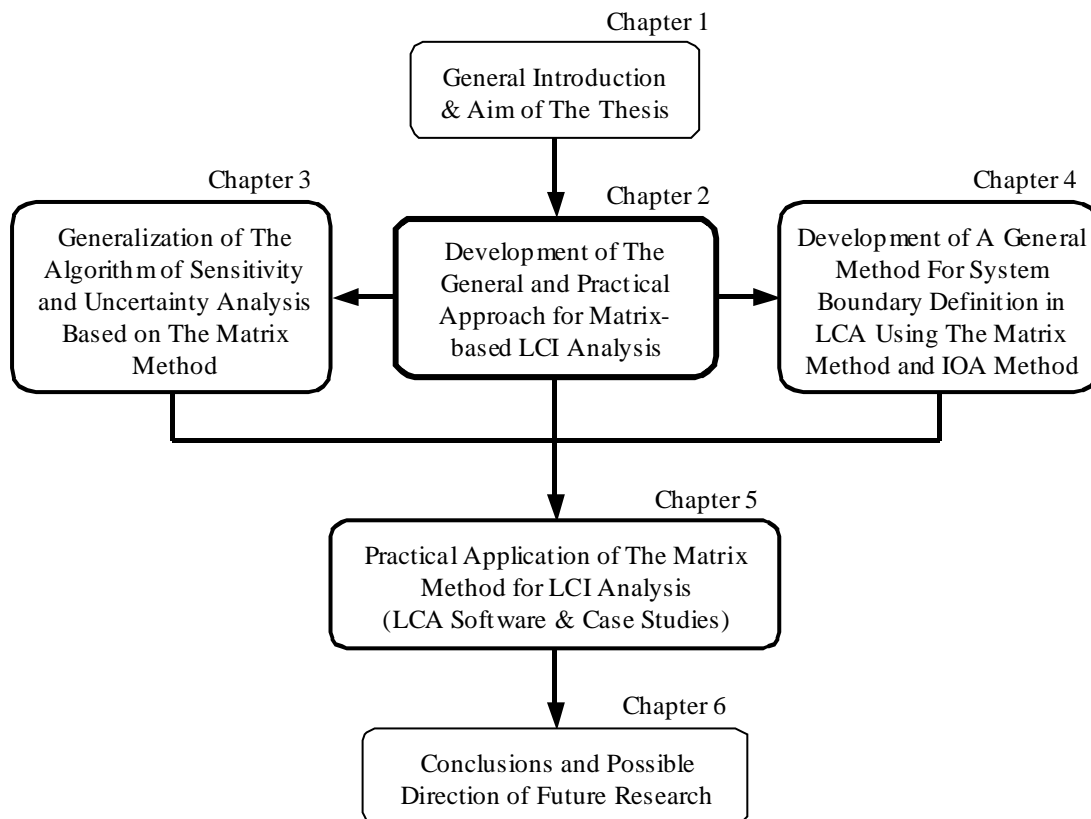 Chapter 1
General Introduction
& Aim of The Thesis
Chapter 3
Generalization of The
Algorithm of Sensitivity
and Uncertainty Analysis
Based on The Matrix
Method
Chapter 2
Development of The
General and Practical
Approach for Matrix-
based LCI Analysis
Chapter 4
Development of A General
Method For System
Boundary Definition in
LCA Using The Matrix
Method and IOA Method
Chapter 5
Practical Application of The Matrix
Method for LCI Analysis
(LCA Software & Case Studies)
Chapter 6
Conclusions and Possible
Direction of Future Research